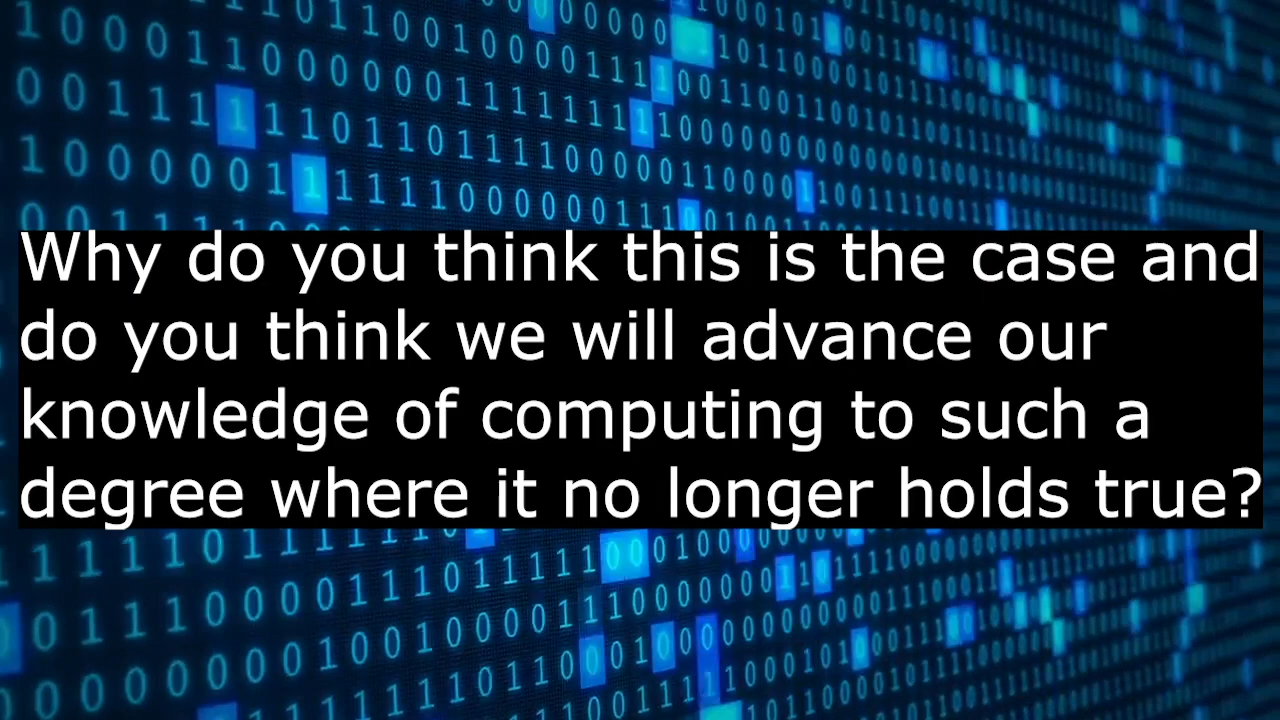 Why do you think this is the case and
do you think we will advance our
knowledge of computing to such a
degree where it no longer holds true?